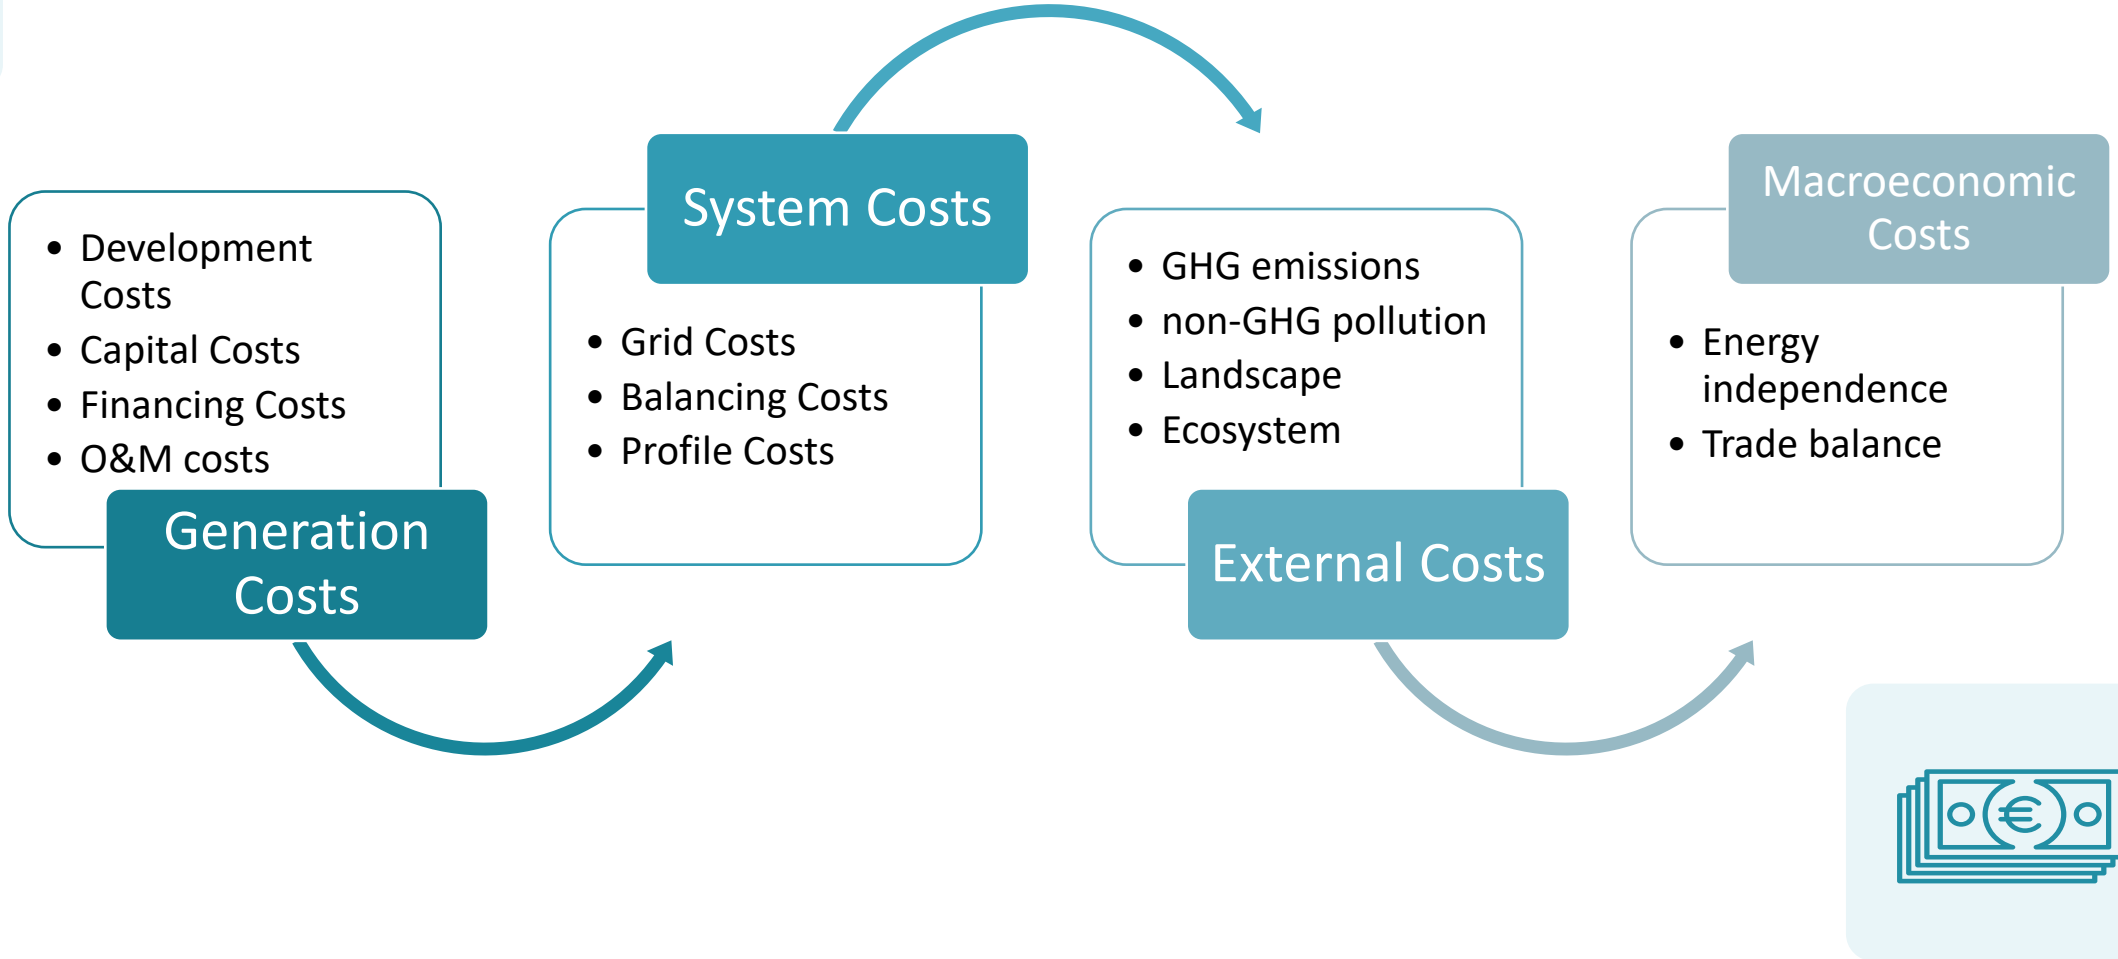 • Development
Costs
• Capital Costs
• Financing Costs
• O&M costs
Generation
Costs
System Costs
• Grid Costs
• Balancing Costs
• Profile Costs
• GHG emissions
• non-GHG pollution
• Landscape
• Ecosystem
External Costs
Macroeconomic
Costs
• Energy
independence
• Trade balance
€